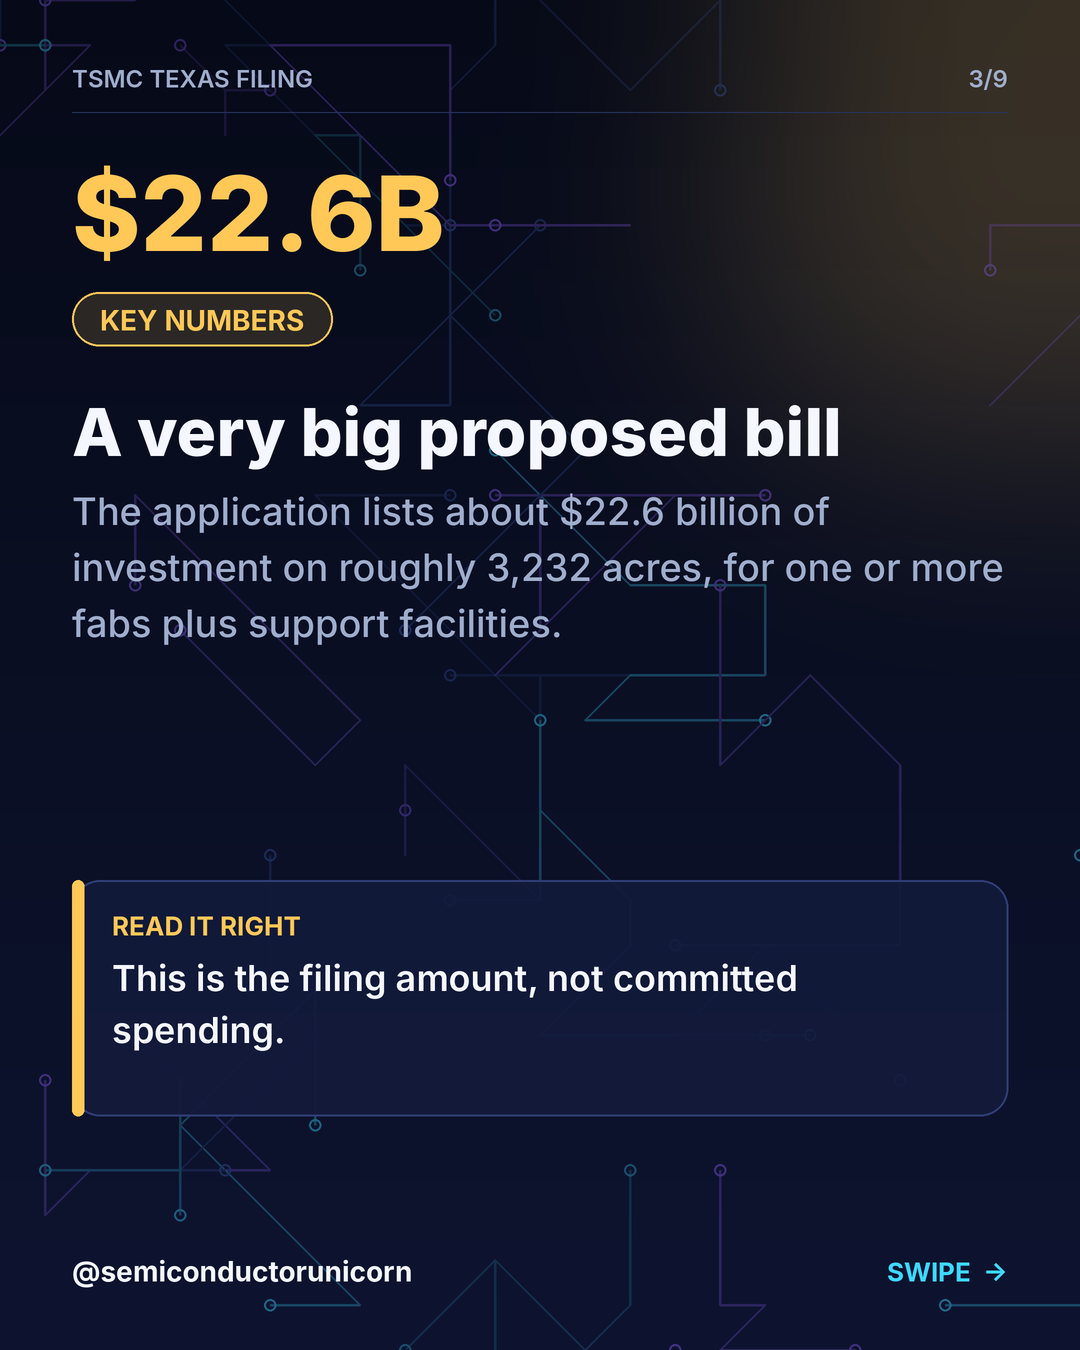 TSMC TEXAS FILING
3/9
$22.6B
KEY NUMBERS
A very big proposed bill
The application lists about $22.6 billion of
investment on roughly 3,232 acres, for one or more
fabs plus support facilities.
READ IT RIGHT
This is the filing amount, not committed
spending.
@semiconductorunicorn
SWIPE →